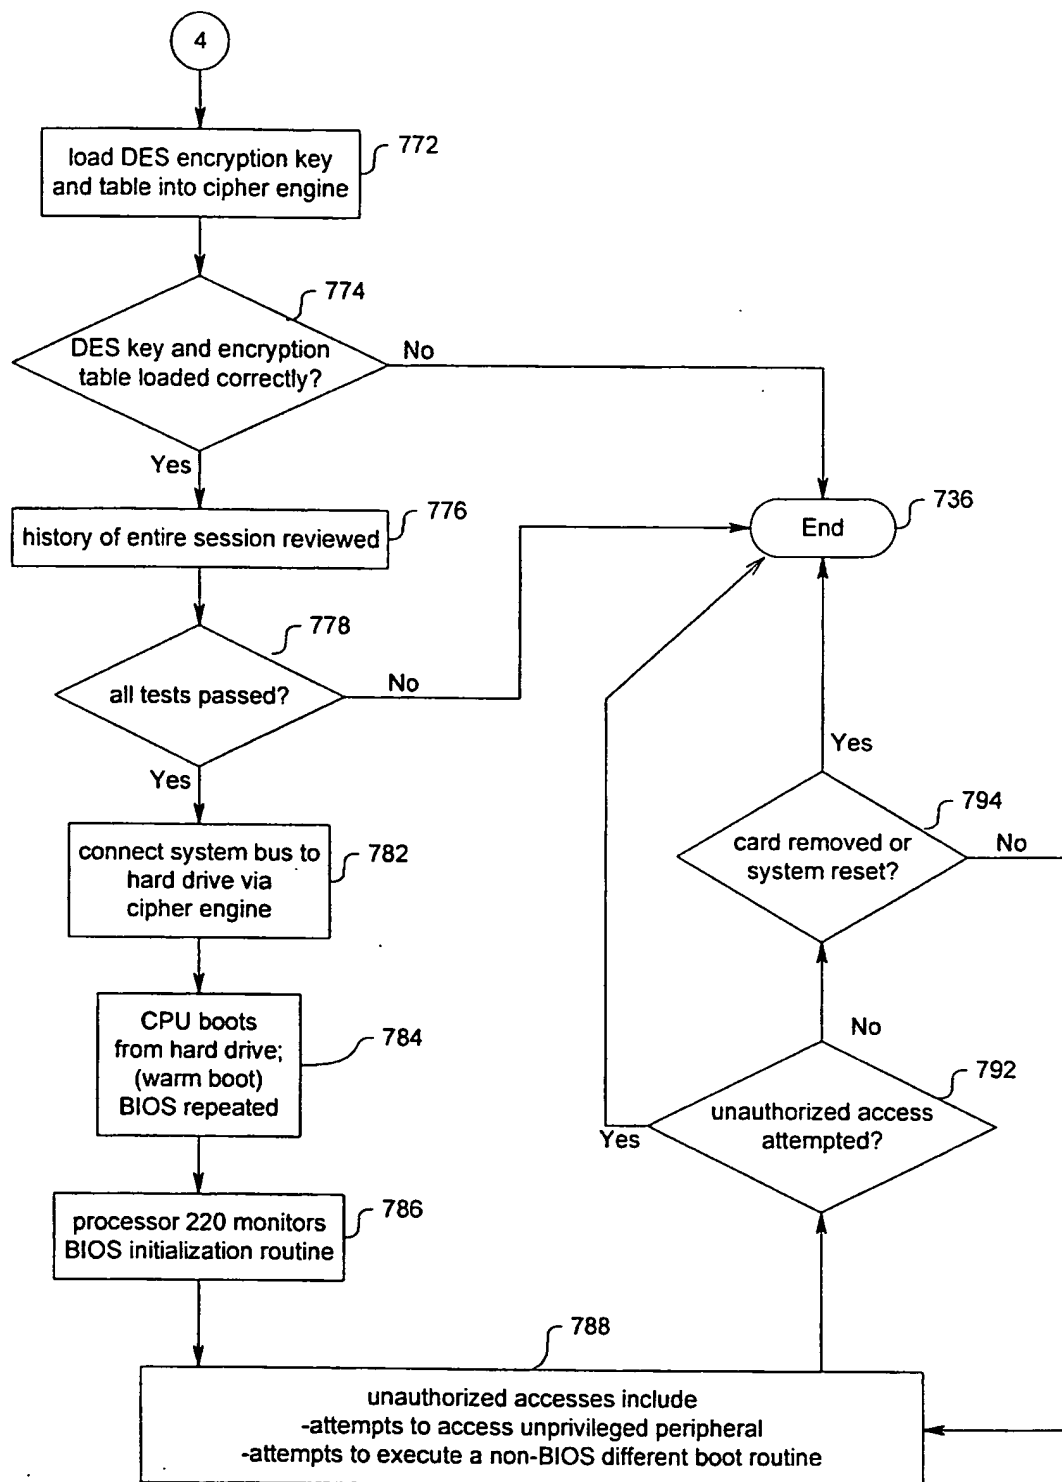 4
load DES encryption key
and table into cipher engine
772
DES key and encryption
table loaded correctly?
774
No
Yes
history of entire session reviewed
776
End
736
all tests passed?
778
No
Yes
connect system bus to
hard drive via
cipher engine
782
CPU boots
from hard drive;
(warm boot)
BIOS repeated
784
processor 220 monitors
BIOS initialization routine
786
unauthorized accesses include
-attempts to access unprivileged peripheral
-attempts to execute a non-BIOS different boot routine
788
unauthorized access
attempted?
792
Yes
No
card removed or
system reset?
794
Yes
No